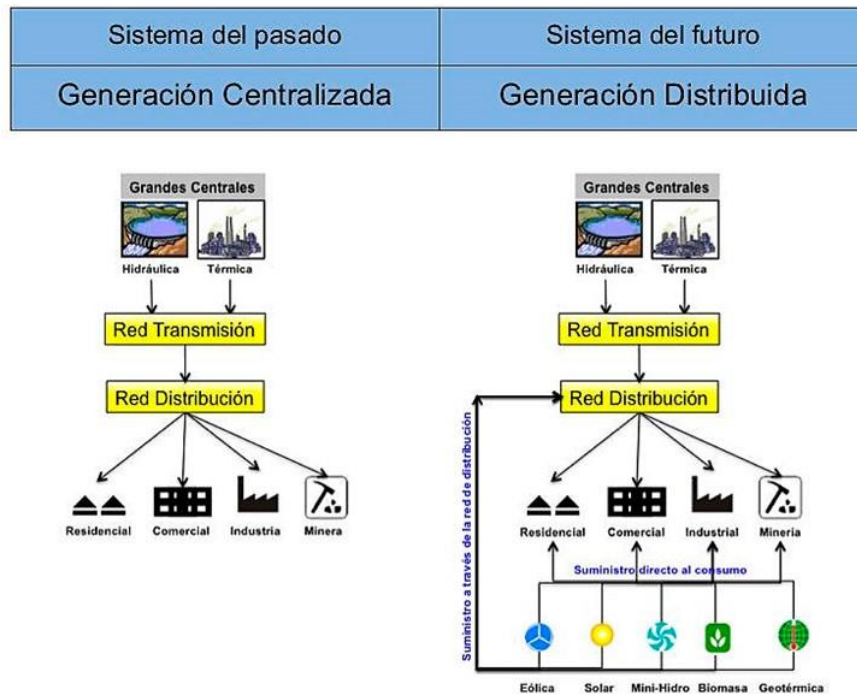 Sistema del pasado
Sistema del futuro
Generación Centralizada
Generación Distribuida
Grandes Centrales
Hidráulica
Térmica
Red Transmisión
Red Distribución
Residencial
Comercial
Industria
Minera
Grandes Centrales
Hidráulica
Térmica
Red Transmisión
Red Distribución
Suministro a través de la red de distribución
Residencial
Comercial
Industrial
Mineria
Suministro directo al consumo
Eólica
Solar
Mini-Hidro
Biomasa
Geotérmica